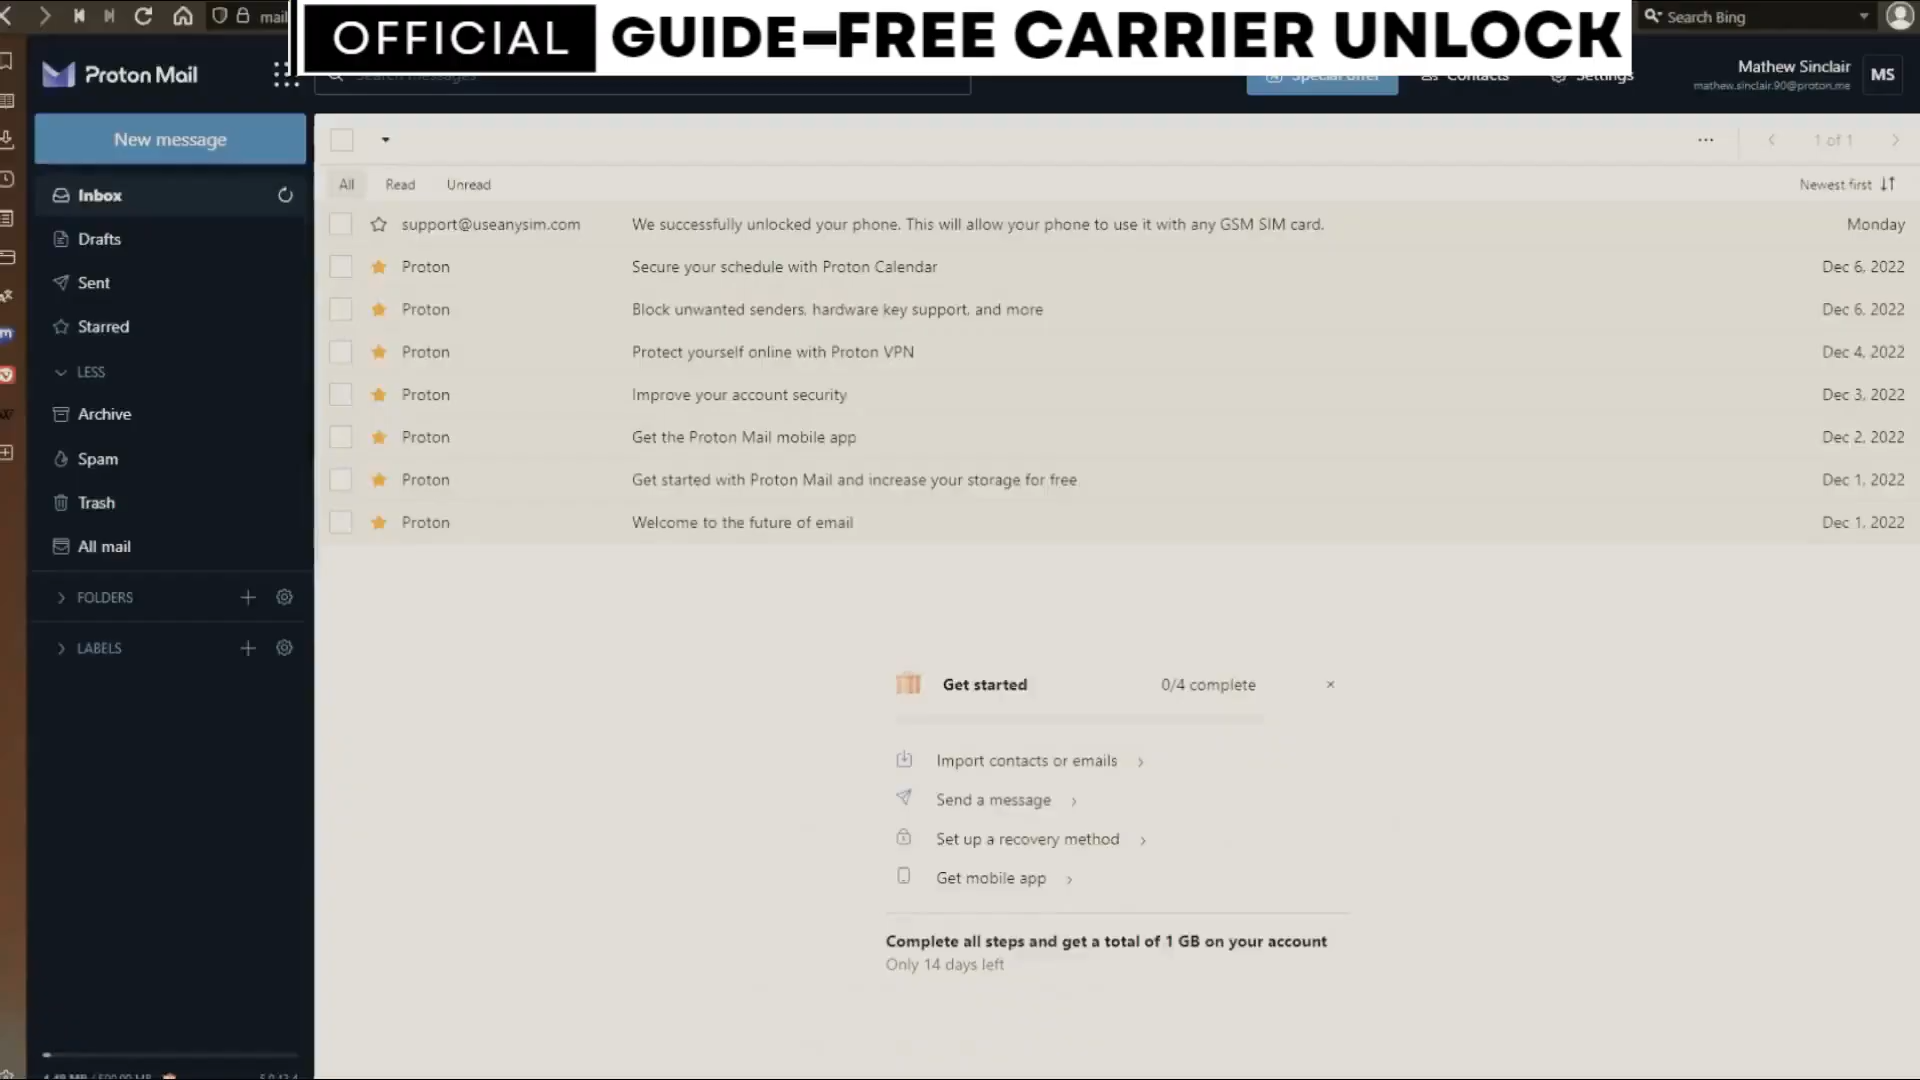 OFFICIAL GUIDE–FREE CARRIER UNLOCK
mail
Search Bing
Proton Mail
Search messages
Special offer
Contacts
Settings
Mathew Sinclair
mathew.sinclair.90@proton.me
MS
New message
1 of 1
Inbox
All Read Unread
Newest first
support@useanysim.com We successfully unlocked your phone. This will allow your phone to use it with any GSM SIM card. Monday
Drafts
Proton Secure your schedule with Proton Calendar Dec 6, 2022
Sent
Proton Block unwanted senders, hardware key support, and more Dec 6, 2022
Starred
Proton Protect yourself online with Proton VPN Dec 4, 2022
LESS
Proton Improve your account security Dec 3, 2022
Archive
Proton Get the Proton Mail mobile app Dec 2, 2022
Spam
Proton Get started with Proton Mail and increase your storage for free Dec 1, 2022
Trash
Proton Welcome to the future of email Dec 1, 2022
All mail
FOLDERS
LABELS
Get started 0/4 complete
Import contacts or emails
Send a message
Set up a recovery method
Get mobile app
Complete all steps and get a total of 1 GB on your account
Only 14 days left